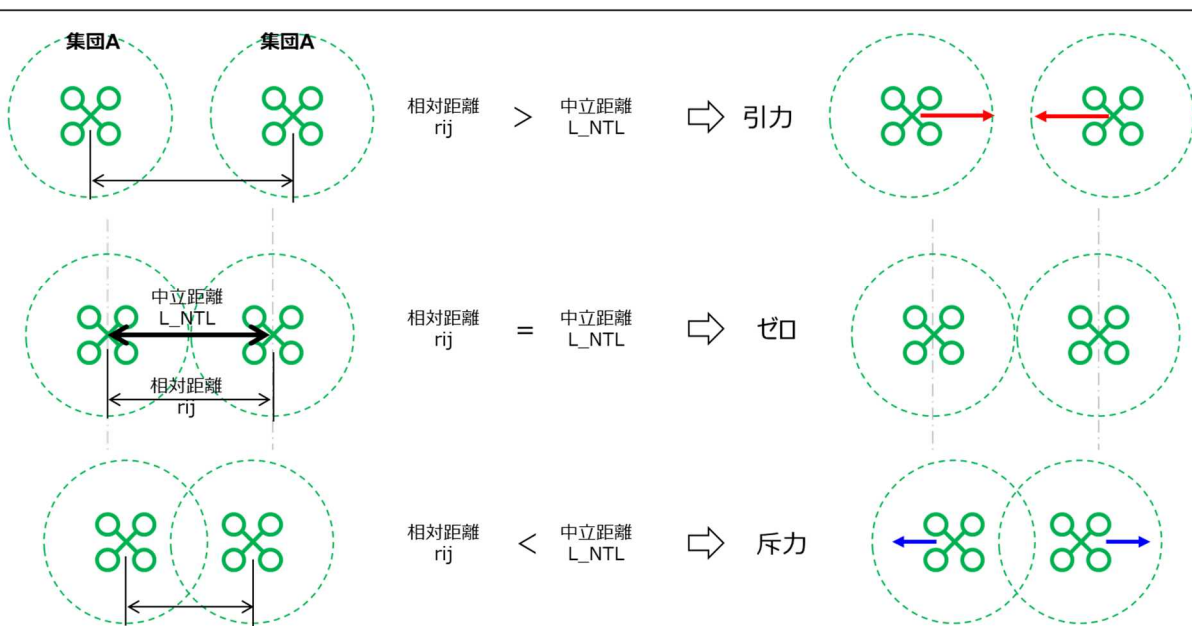 集団A
集団A
相対距離
rij
>
中立距離
L_NTL
引力
中立距離
L_NTL
相対距離
rij
相対距離
rij
=
中立距離
L_NTL
ゼロ
相対距離
rij
<
中立距離
L_NTL
斥力